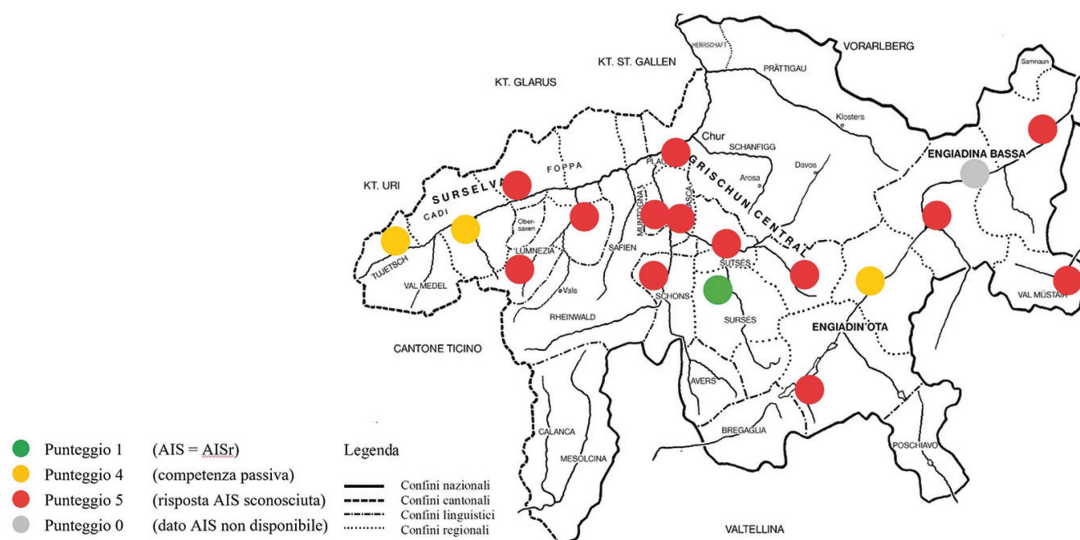 VORARLBERG
HERRSCHAFT
KT. ST. GALLEN
PRÄTTIGAU
Samnaun
KT. GLARUS
Klosters
Chur
SCHANFIGG
ENGIADINA BASSA
FOPPA
Davos
Arosa
KT. URI
SURSELVA
CADI
GRISCHUN CENTRAL
MUNTOGNA
Ober-
saxen
LUMNEZIA
SAFIEN
SUTSÉS
TUJETSCH
VAL MEDEL
Vals
SCHONS
VAL MÜSTAIR
RHEINWALD
SURSÉS
ENGIADIN'OTA
CANTONE TICINO
AVERS
CALANCA
BREGAGLIA
POSCHIAVO
MESOLCINA
VALTELLINA
Punteggio 1 (AIS = AISr)
Punteggio 4 (competenza passiva)
Punteggio 5 (risposta AIS sconosciuta)
Punteggio 0 (dato AIS non disponibile)
Legenda
Confini nazionali
Confini cantonali
Confini linguistici
Confini regionali